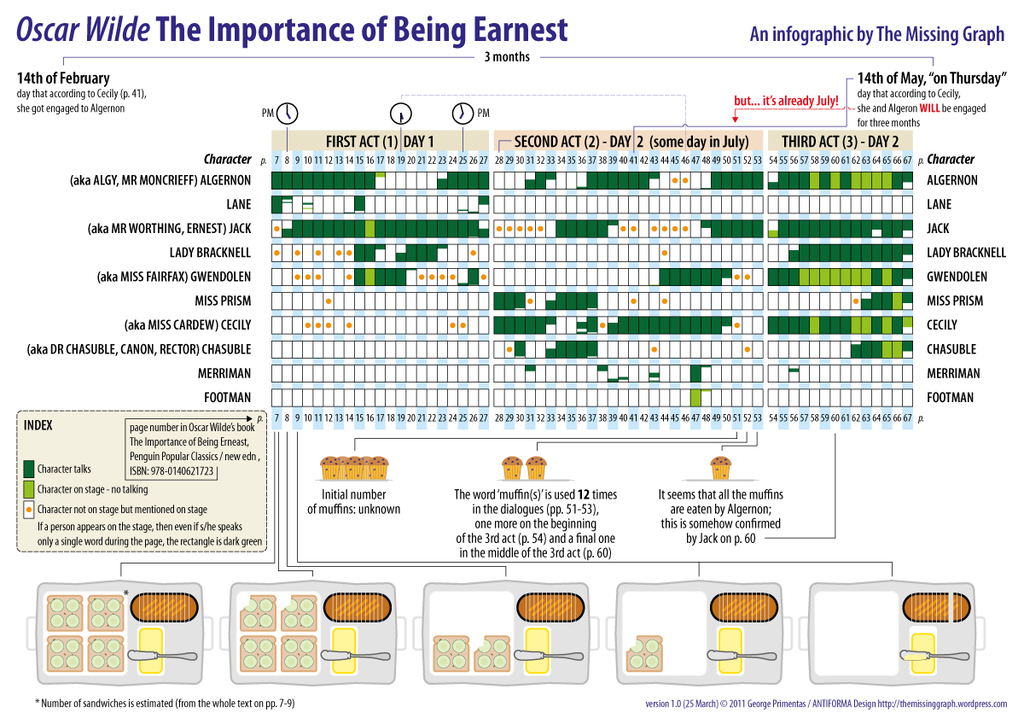 Oscar Wilde The Importance of Being Earnest
An infographic by The Missing Graph
3 months
14th of February
day that according to Cecily (p. 41),
she got engaged to Algernon
14th of May, "on Thursday"
day that according to Cecily,
she and Algeron WILL be engaged
for three months
but... it's already July!
PM
PM
FIRST ACT (1) DAY 1
SECOND ACT (2) - DAY 2 (some day in July)
THIRD ACT (3) - DAY 2
Character p. 7 8 9 10 11 12 13 14 15 16 17 18 19 20 21 22 23 24 25 26 27 28 29 30 31 32 33 34 35 36 37 38 39 40 41 42 43 44 45 46 47 48 49 50 51 52 53 54 55 56 57 58 59 60 61 62 63 64 65 66 67 p. Character
(aka ALGY, MR MONCRIEFF) ALGERNON ALGERNON
LANE LANE
(aka MR WORTHING, ERNEST) JACK JACK
LADY BRACKNELL LADY BRACKNELL
(aka MISS FAIRFAX) GWENDOLEN GWENDOLEN
MISS PRISM MISS PRISM
(aka MISS CARDEW) CECILY CECILY
(aka DR CHASUBLE, CANON, RECTOR) CHASUBLE CHASUBLE
MERRIMAN MERRIMAN
FOOTMAN FOOTMAN
p. 7 8 9 10 11 12 13 14 15 16 17 18 19 20 21 22 23 24 25 26 27 28 29 30 31 32 33 34 35 36 37 38 39 40 41 42 43 44 45 46 47 48 49 50 51 52 53 54 55 56 57 58 59 60 61 62 63 64 65 66 67 p.
INDEX
page number in Oscar Wilde's book
The Importance of Being Erneast,
Penguin Popular Classics / new edn ,
ISBN: 978-0140621723
Character talks
Character on stage - no talking
Character not on stage but mentioned on stage
If a person appears on the stage, then even if s/he speaks
only a single word during the page, the rectangle is dark green
Initial number
of muffins: unknown
The word 'muffin(s)' is used 12 times
in the dialogues (pp. 51-53),
one more on the beginning
of the 3rd act (p. 54) and a final one
in the middle of the 3rd act (p. 60)
It seems that all the muffins
are eaten by Algernon;
this is somehow confirmed
by Jack on p. 60
*
* Number of sandwiches is estimated (from the whole text on pp. 7-9)
version 1.0 (25 March) © 2011 George Primentas / ANTIFORMA Design http://themissinggraph.wordpress.com